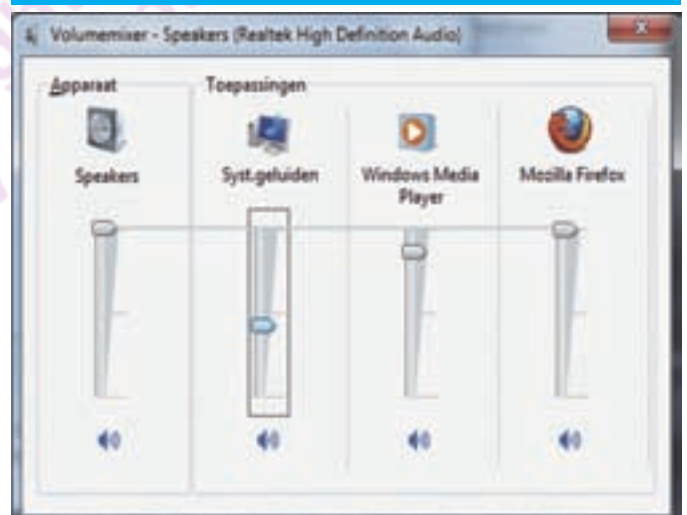 Volumemixer - Speakers (Realtek High Definition Audio)
Apparaat
Toepassingen
Speakers
Syst.geluiden
Windows Media
Player
Mozilla Firefox